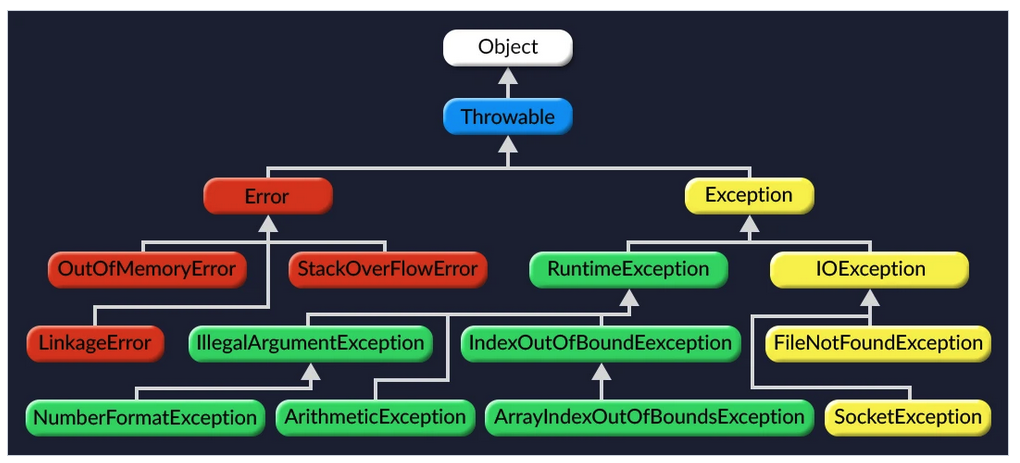 Object
Throwable
Error
Exception
OutOfMemoryError
StackOverFlowError
RuntimeException
IOException
LinkageError
IllegalArgumentException
IndexOutOfBoundEexception
FileNotFoundException
NumberFormatException
ArithmeticException
ArrayIndexOutOfBoundsException
SocketException